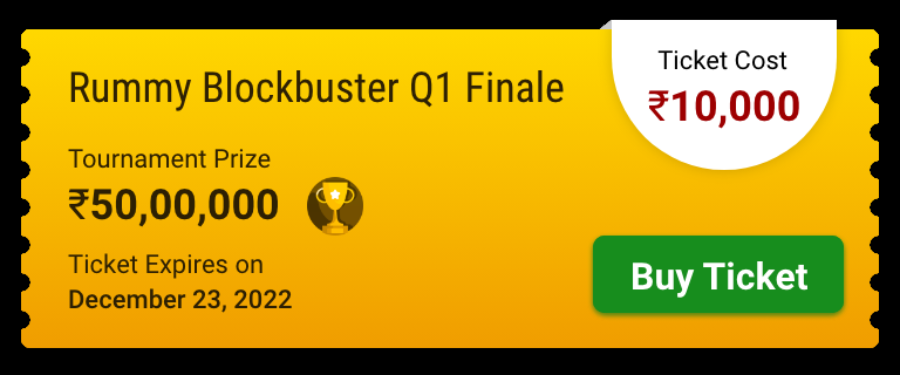 Rummy Blockbuster Q1 Finale
Ticket Cost
₹10,000
Tournament Prize
₹50,00,000
Ticket Expires on
December 23, 2022
Buy Ticket